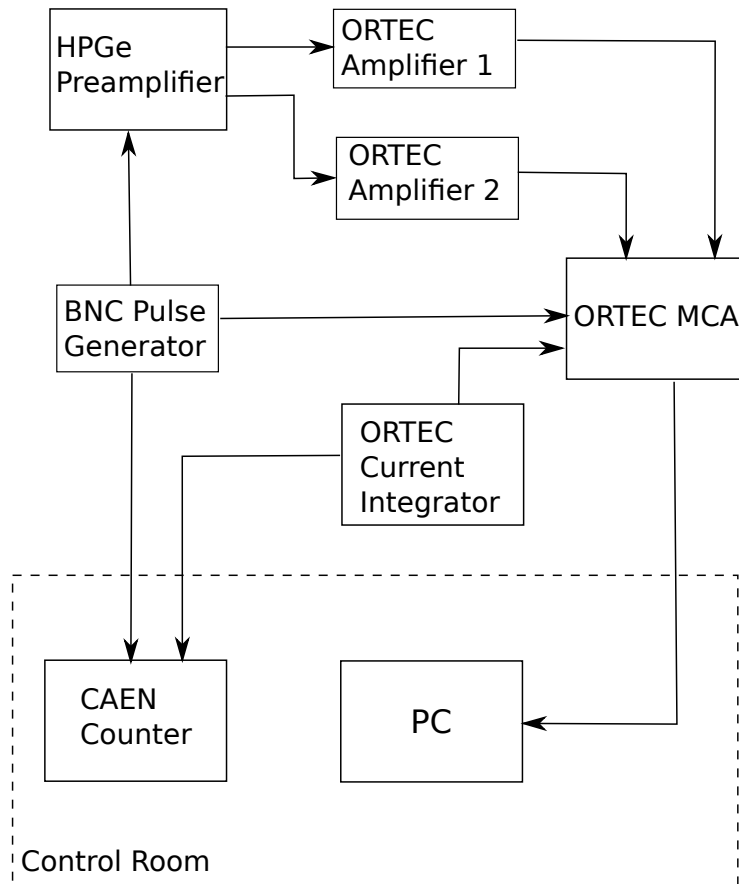 HPGe
Preamplifier
ORTEC
Amplifier 1
ORTEC
Amplifier 2
BNC Pulse
Generator
ORTEC MCA
ORTEC
Current
Integrator
CAEN
Counter
PC
Control Room